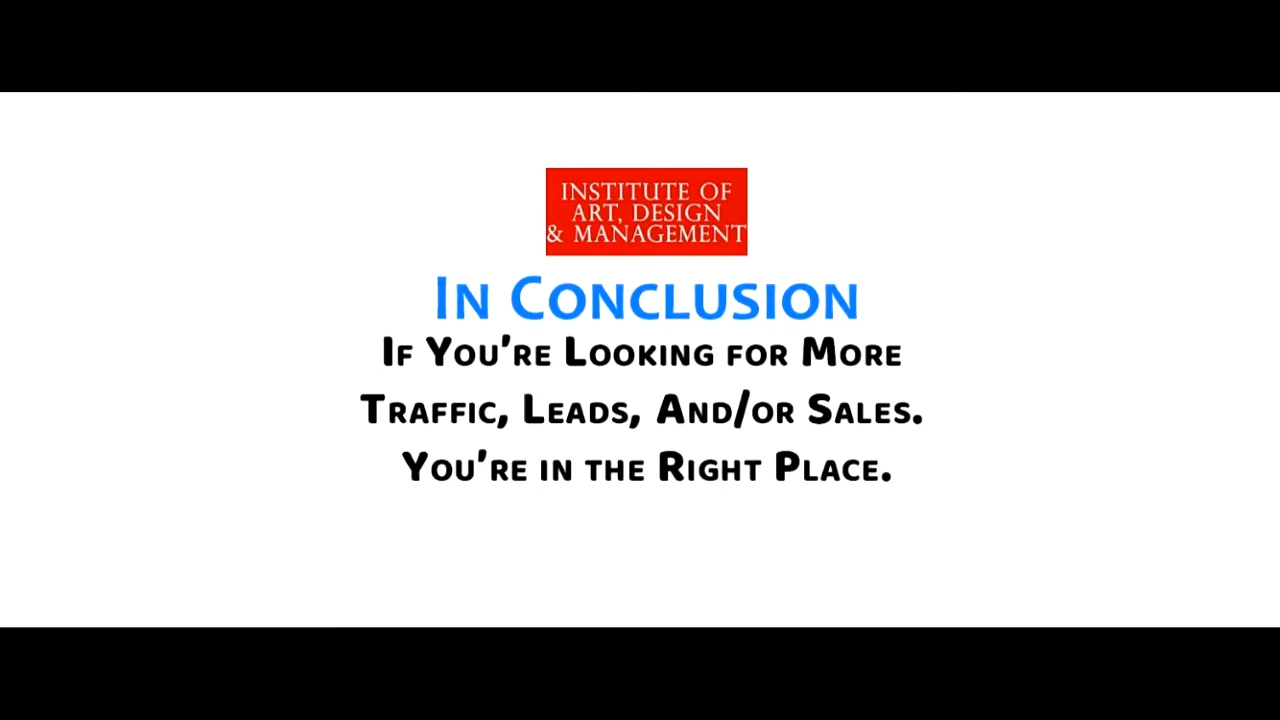 INSTITUTE OF
ART, DESIGN
& MANAGEMENT
In Conclusion
If You're Looking for More
Traffic, Leads, And/or Sales.
You're in the Right Place.